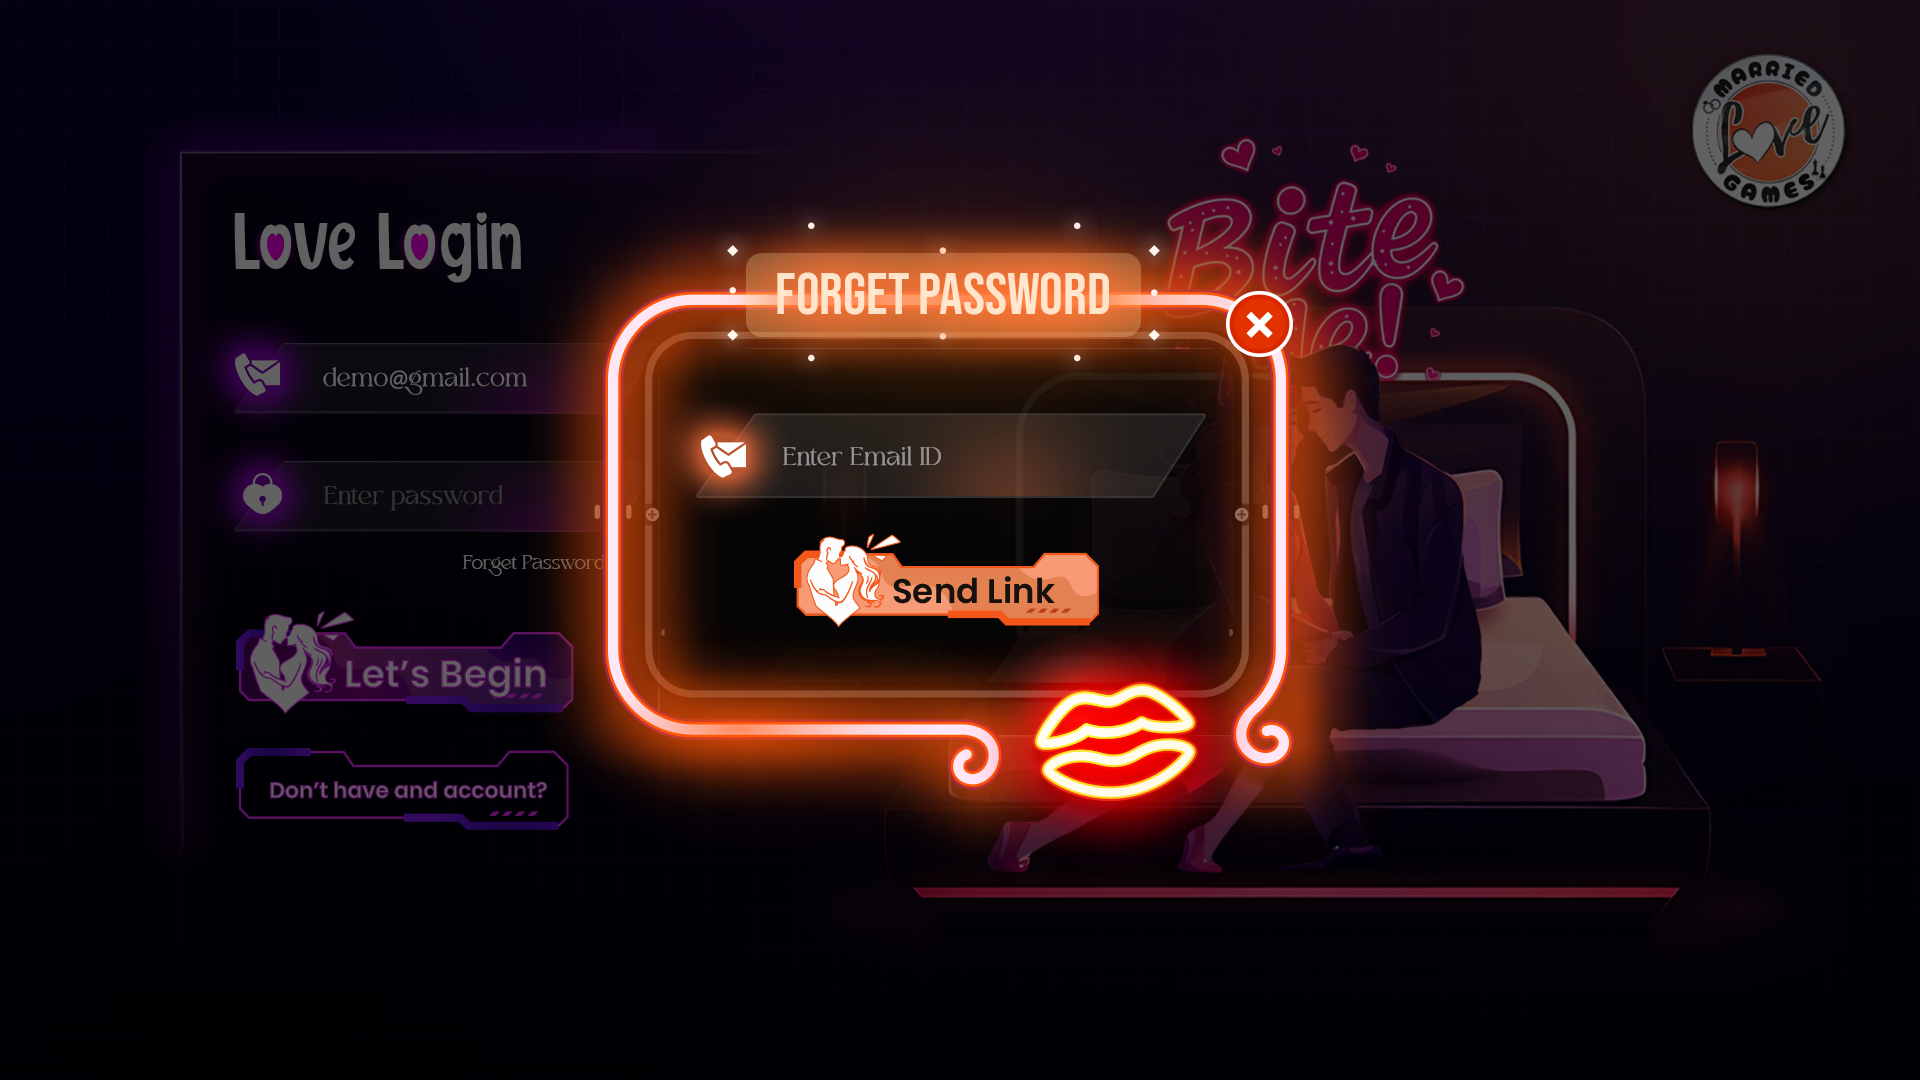 MARRIED
Love
GAMES
Love Login
Bite
Me!
FORGET PASSWORD
demo@gmail.com
Enter Email ID
Enter password
Forget Password
Send Link
Let's Begin
Don't have and account?